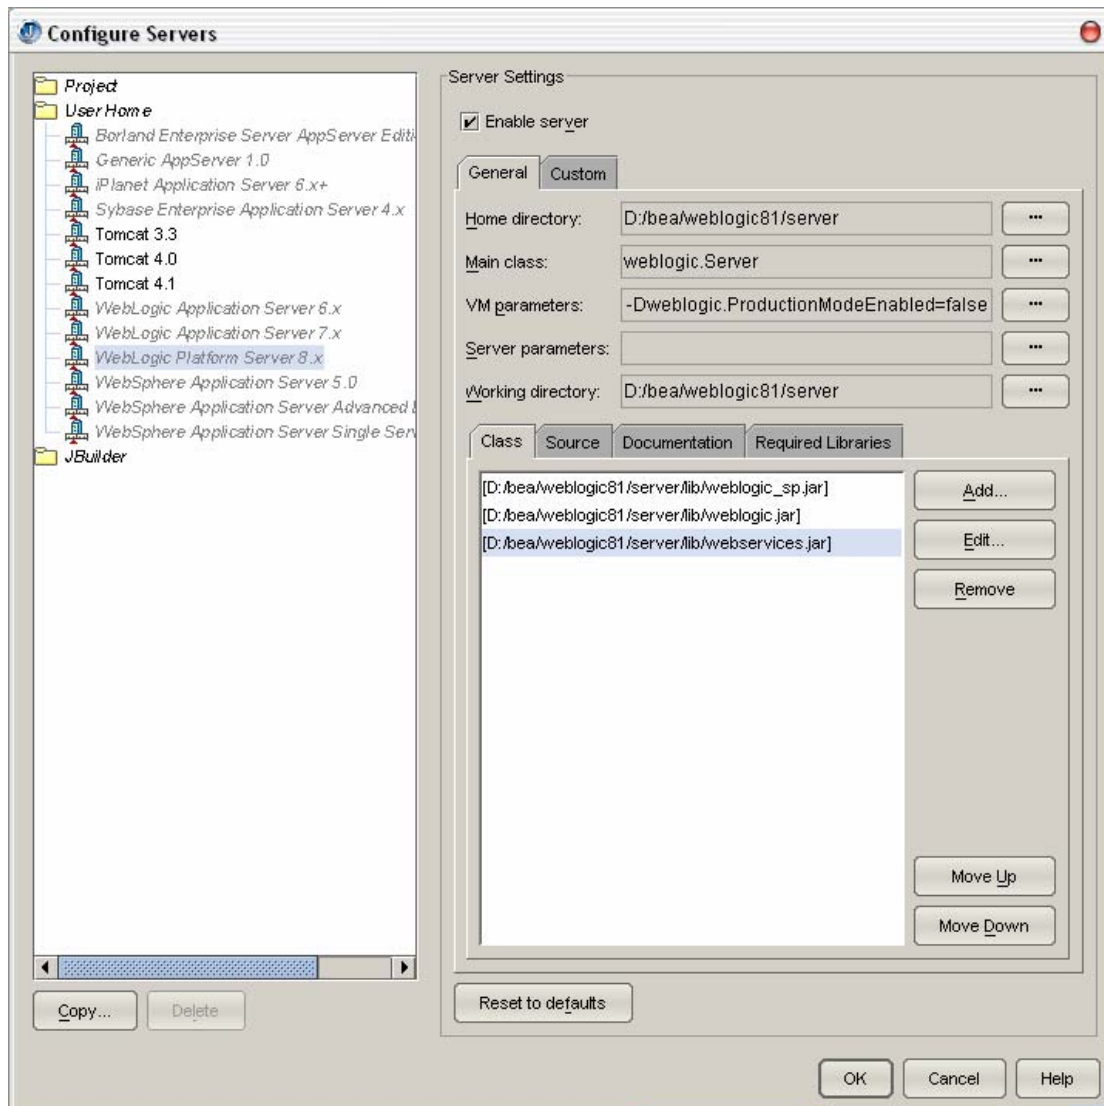 Configure Servers
Project
User Home
Borland Enterprise Server AppServer Editi
Generic AppServer 1.0
iPlanet Application Server 6.x+
Sybase Enterprise Application Server 4.x
Tomcat 3.3
Tomcat 4.0
Tomcat 4.1
WebLogic Application Server 6.x
WebLogic Application Server 7.x
WebLogic Platform Server 8.x
WebSphere Application Server 5.0
WebSphere Application Server Advanced
WebSphere Application Server Single Serv
JBuilder
Copy...
Delete
Server Settings
Enable server
General Custom
Home directory: D:/bea/weblogic81/server ...
Main class: weblogic.Server ...
VM parameters: -Dweblogic.ProductionModeEnabled=false ...
Server parameters: ...
Working directory: D:/bea/weblogic81/server ...
Class Source Documentation Required Libraries
[D:/bea/weblogic81/server/lib/weblogic_sp.jar]
[D:/bea/weblogic81/server/lib/weblogic.jar]
[D:/bea/weblogic81/server/lib/webservices.jar]
Add...
Edit...
Remove
Move Up
Move Down
Reset to defaults
OK Cancel Help